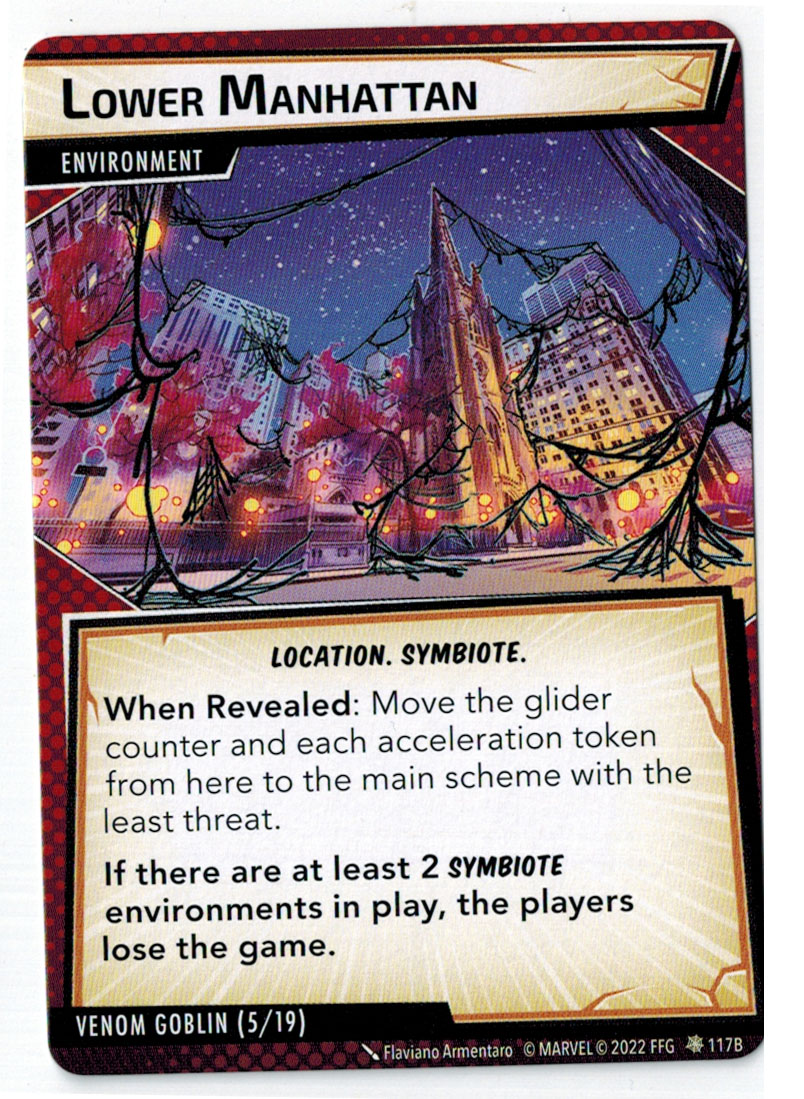 LOWER MANHATTAN
ENVIRONMENT
LOCATION. SYMBIOTE.
When Revealed: Move the glider
counter and each acceleration token
from here to the main scheme with the
least threat.
If there are at least 2 SYMBIOTE
environments in play, the players
lose the game.
VENOM GOBLIN (5/19)
Flaviano Armentaro © MARVEL © 2022 FFG 117B